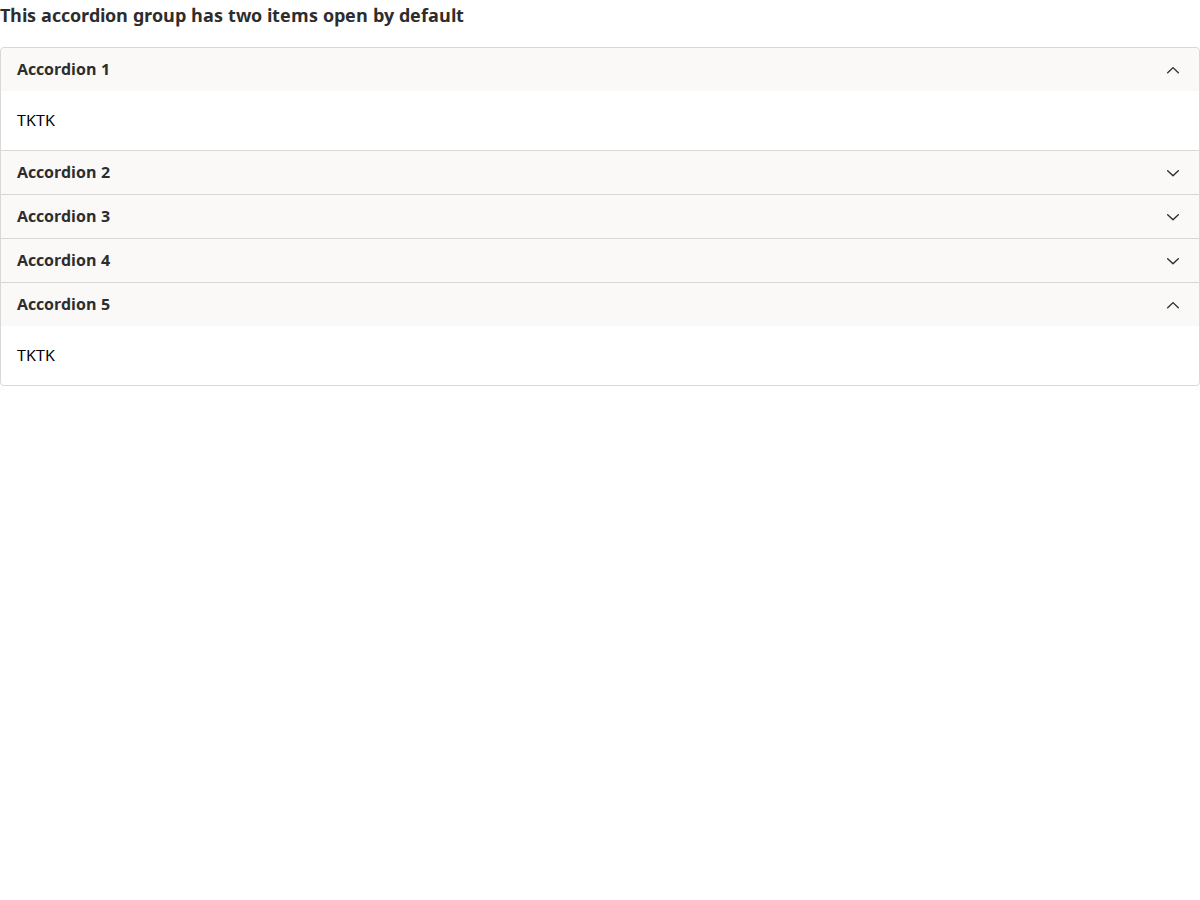 This accordion group has two items open by default
Accordion 1
TKTK
Accordion 2
Accordion 3
Accordion 4
Accordion 5
TKTK